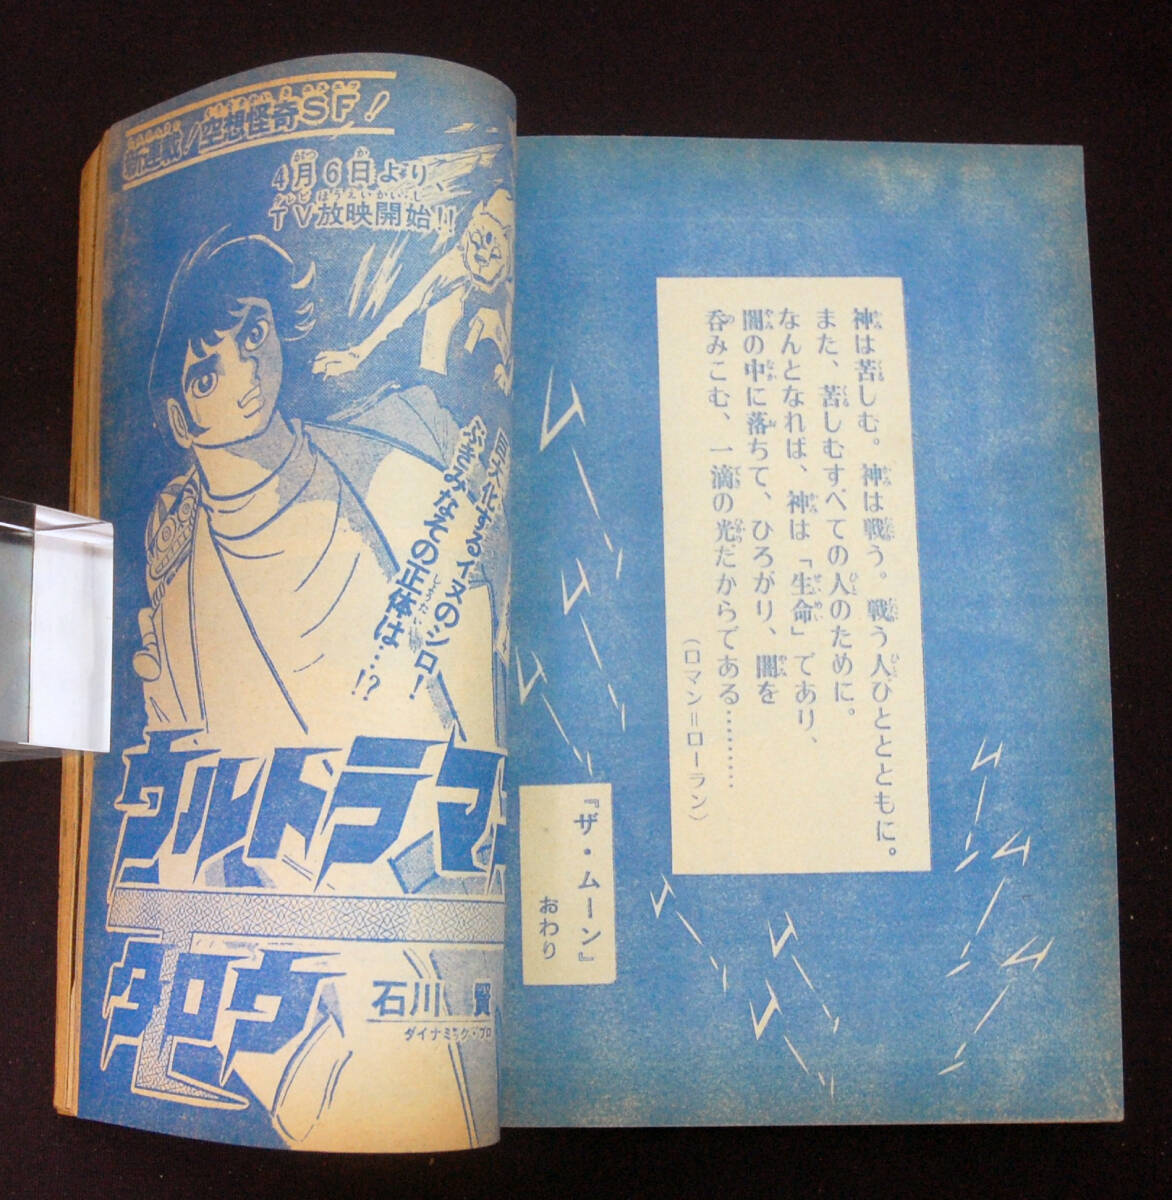 神は苦しむ。神は戦う。戦う人びととともに。
また、苦しむすべての人のために。
なんとなれば、神は「生命」であり、
闇の中に落ちて、ひろがり、闇を
呑みこむ、一滴の光だからである………
(ロマン=ローラン)
『ザ・ムーン』
おわり
新連載!空想怪奇SF!
4月6日より、
TV放映開始!!
巨大化するイヌのシロ!
ぶきみなその正体は…!?
ウルトラマ
タロウ
石川 賢
ダイナミック・プロ